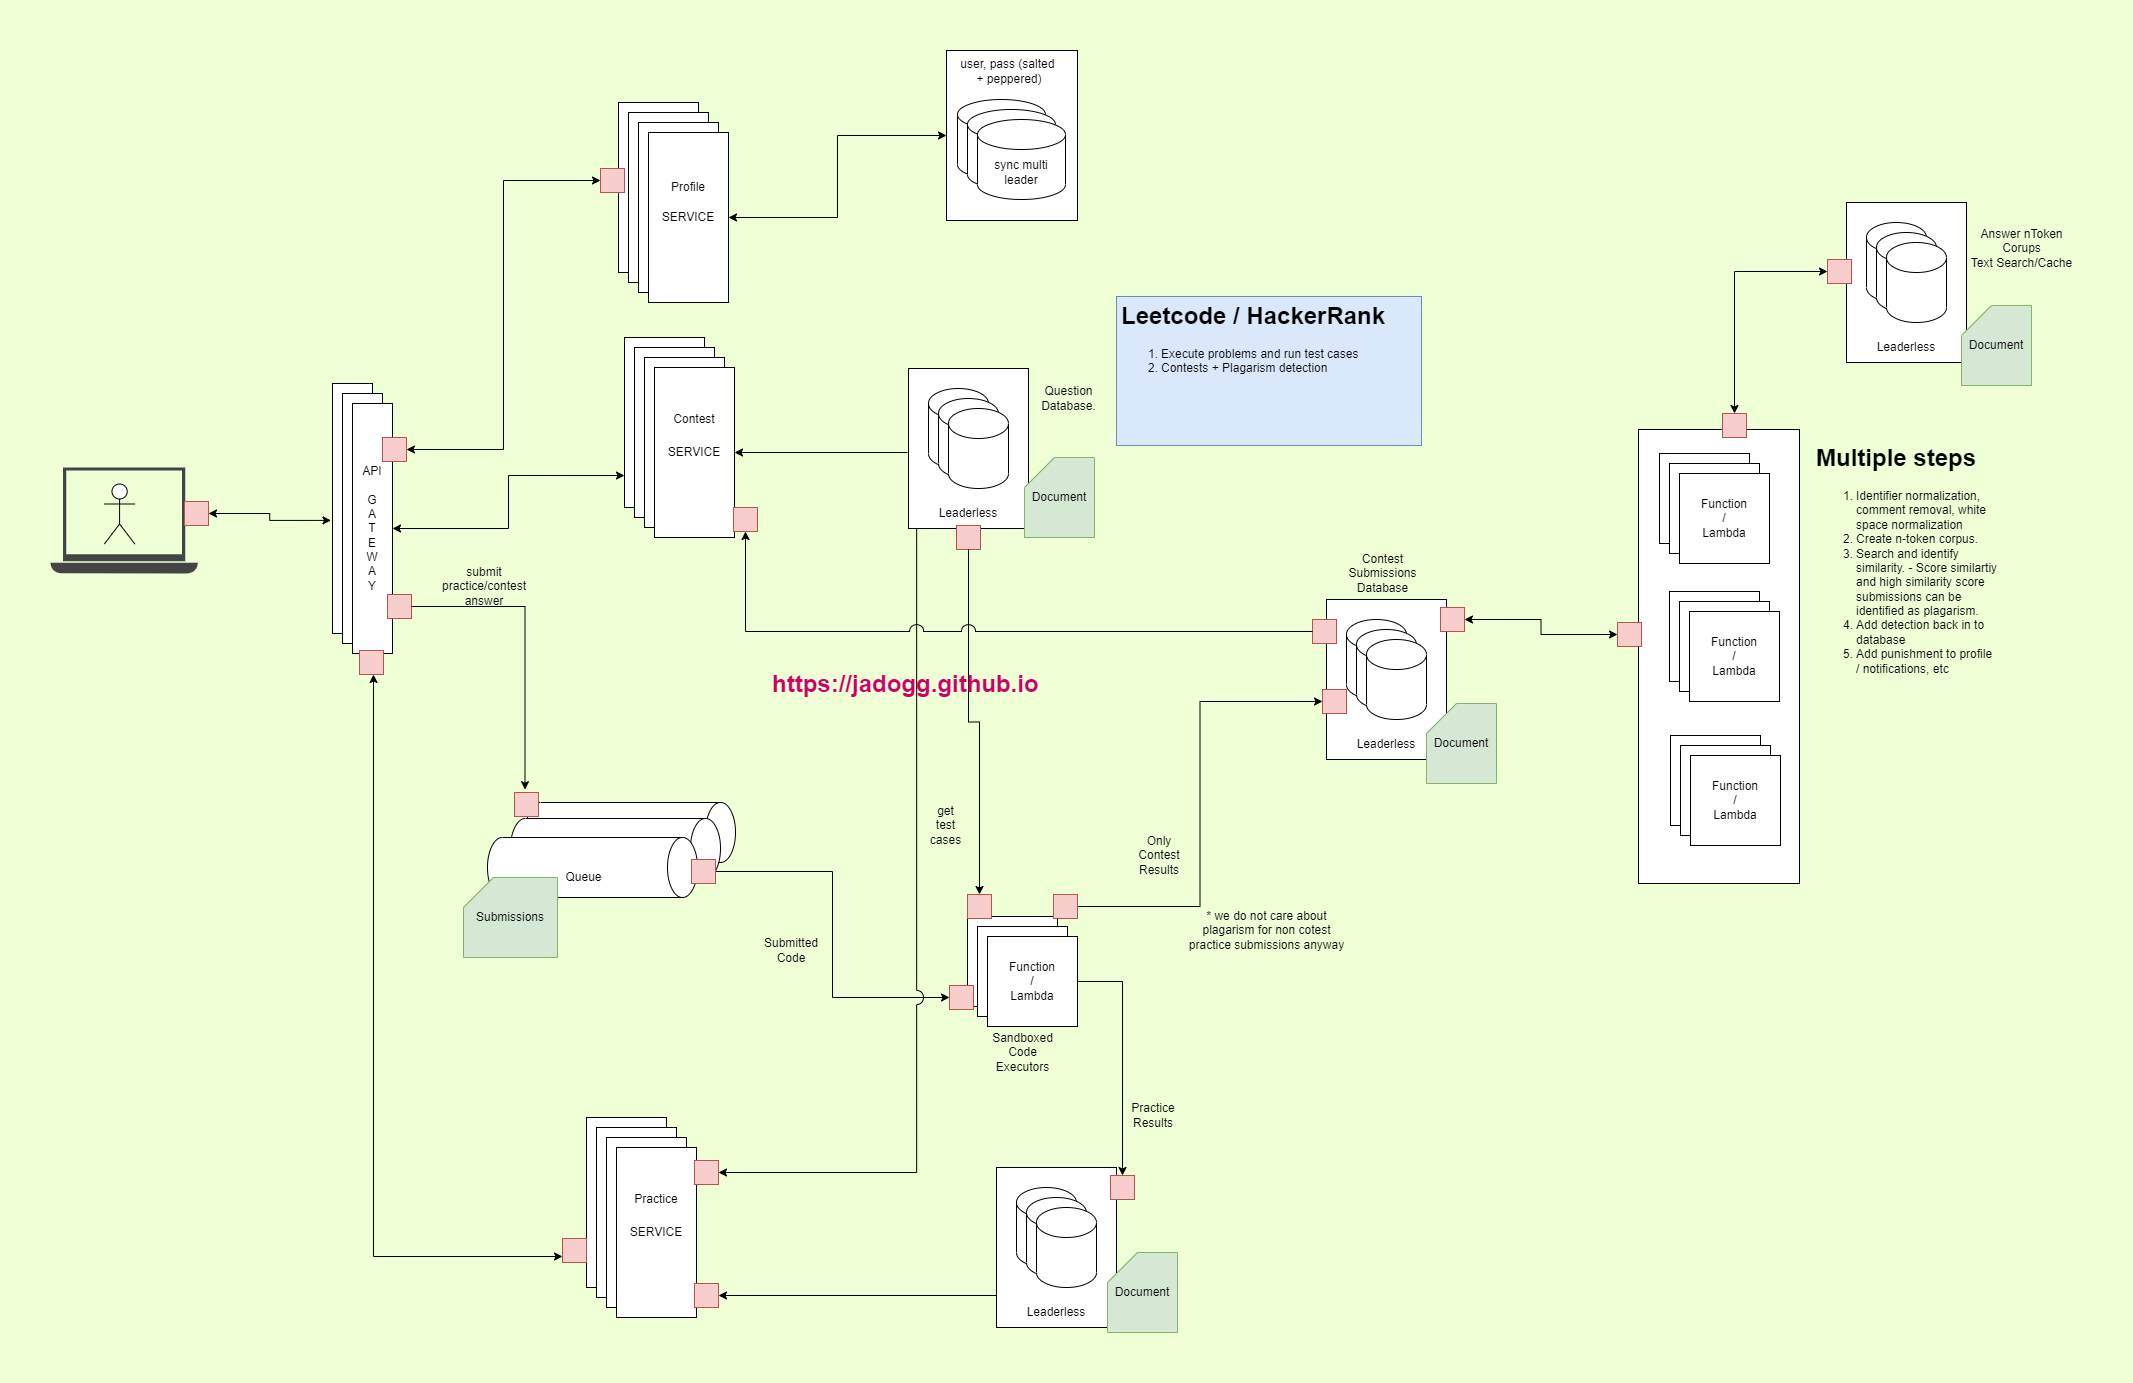 user, pass (salted
+ peppered)
sync multi
leader
Profile
SERVICE
Answer nToken
Corups
Text Search/Cache
Leaderless
Document
Leetcode / HackerRank
1. Execute problems and run test cases
2. Contests + Plagarism detection
Contest
SERVICE
Question
Database.
Leaderless
Document
API
G
A
T
E
W
A
Y
submit
practice/contest
answer
Multiple steps
1. Identifier normalization,
comment removal, white
space normalization
2. Create n-token corpus.
3. Search and identify
similarity. - Score similartiy
and high similarity score
submissions can be
identified as plagarism.
4. Add detection back in to
database
5. Add punishment to profile
/ notifications, etc
Function
/
Lambda
Function
/
Lambda
Function
/
Lambda
Contest
Submissions
Database
Leaderless
Document
https://jadogg.github.io
get
test
cases
Only
Contest
Results
* we do not care about
plagarism for non cotest
practice submissions anyway
Queue
Submissions
Submitted
Code
Function
/
Lambda
Sandboxed
Code
Executors
Practice
Results
Practice
SERVICE
Leaderless
Document